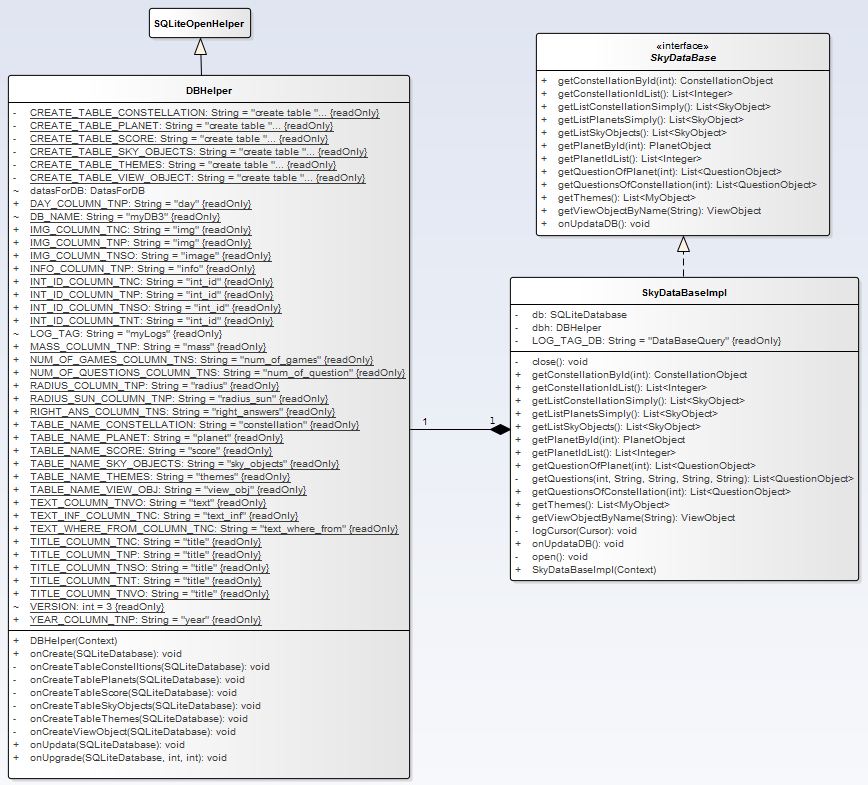 SQLiteOpenHelper
DBHelper
- CREATE_TABLE_CONSTELLATION: String = "create table "... {readOnly}
- CREATE_TABLE_PLANET: String = "create table "... {readOnly}
- CREATE_TABLE_SCORE: String = "create table "... {readOnly}
- CREATE_TABLE_SKY_OBJECTS: String = "create table "... {readOnly}
- CREATE_TABLE_THEMES: String = "create table "... {readOnly}
- CREATE_TABLE_VIEW_OBJECT: String = "create table "... {readOnly}
~ datasForDB: DatasForDB
+ DAY_COLUMN_TNP: String = "day" {readOnly}
~ DB_NAME: String = "myDB3" {readOnly}
+ IMG_COLUMN_TNC: String = "img" {readOnly}
+ IMG_COLUMN_TNP: String = "img" {readOnly}
+ IMG_COLUMN_TNSO: String = "image" {readOnly}
+ INFO_COLUMN_TNP: String = "info" {readOnly}
+ INT_ID_COLUMN_TNC: String = "int_id" {readOnly}
+ INT_ID_COLUMN_TNP: String = "int_id" {readOnly}
+ INT_ID_COLUMN_TNSO: String = "int_id" {readOnly}
+ INT_ID_COLUMN_TNT: String = "int_id" {readOnly}
~ LOG_TAG: String = "myLogs" {readOnly}
+ MASS_COLUMN_TNP: String = "mass" {readOnly}
+ NUM_OF_GAMES_COLUMN_TNS: String = "num_of_games" {readOnly}
+ NUM_OF_QUESTIONS_COLUMN_TNS: String = "num_of_question" {readOnly}
+ RADIUS_COLUMN_TNP: String = "radius" {readOnly}
+ RADIUS_SUN_COLUMN_TNP: String = "radius_sun" {readOnly}
+ RIGHT_ANS_COLUMN_TNS: String = "right_answers" {readOnly}
+ TABLE_NAME_CONSTELLATION: String = "constellation" {readOnly}
+ TABLE_NAME_PLANET: String = "planet" {readOnly}
+ TABLE_NAME_SCORE: String = "score" {readOnly}
+ TABLE_NAME_SKY_OBJECTS: String = "sky_objects" {readOnly}
+ TABLE_NAME_THEMES: String = "themes" {readOnly}
+ TABLE_NAME_VIEW_OBJ: String = "view_obj" {readOnly}
+ TEXT_COLUMN_TNVO: String = "text" {readOnly}
+ TEXT_INF_COLUMN_TNC: String = "text_inf" {readOnly}
+ TEXT_WHERE_FROM_COLUMN_TNC: String = "text_where_from" {readOnly}
+ TITLE_COLUMN_TNC: String = "title" {readOnly}
+ TITLE_COLUMN_TNP: String = "title" {readOnly}
+ TITLE_COLUMN_TNSO: String = "title" {readOnly}
+ TITLE_COLUMN_TNT: String = "title" {readOnly}
+ TITLE_COLUMN_TNVO: String = "title" {readOnly}
~ VERSION: int = 3 {readOnly}
+ YEAR_COLUMN_TNP: String = "year" {readOnly}
+ DBHelper(Context)
+ onCreate(SQLiteDatabase): void
- onCreateTableConstelltions(SQLiteDatabase): void
- onCreateTablePlanets(SQLiteDatabase): void
- onCreateTableScore(SQLiteDatabase): void
- onCreateTableSkyObjects(SQLiteDatabase): void
- onCreateTableThemes(SQLiteDatabase): void
- onCreateViewObject(SQLiteDatabase): void
+ onUpdata(SQLiteDatabase): void
+ onUpgrade(SQLiteDatabase, int, int): void
1
1
«interface»
SkyDataBase
+ getConstellationById(int): ConstellationObject
+ getConstellationIdList(): List<Integer>
+ getListConstellationSimply(): List<SkyObject>
+ getListPlanetsSimply(): List<SkyObject>
+ getListSkyObjects(): List<SkyObject>
+ getPlanetById(int): PlanetObject
+ getPlanetIdList(): List<Integer>
+ getQuestionOfPlanet(int): List<QuestionObject>
+ getQuestionsOfConstellation(int): List<QuestionObject>
+ getThemes(): List<MyObject>
+ getViewObjectByName(String): ViewObject
+ onUpdataDB(): void
SkyDataBaseImpl
- db: SQLiteDatabase
- dbh: DBHelper
- LOG_TAG_DB: String = "DataBaseQuery" {readOnly}
- close(): void
+ getConstellationById(int): ConstellationObject
+ getConstellationIdList(): List<Integer>
+ getListConstellationSimply(): List<SkyObject>
+ getListPlanetsSimply(): List<SkyObject>
+ getListSkyObjects(): List<SkyObject>
+ getPlanetById(int): PlanetObject
+ getPlanetIdList(): List<Integer>
+ getQuestionOfPlanet(int): List<QuestionObject>
- getQuestions(int, String, String, String, String): List<QuestionObject>
+ getQuestionsOfConstellation(int): List<QuestionObject>
+ getThemes(): List<MyObject>
+ getViewObjectByName(String): ViewObject
- logCursor(Cursor): void
+ onUpdataDB(): void
- open(): void
+ SkyDataBaseImpl(Context)